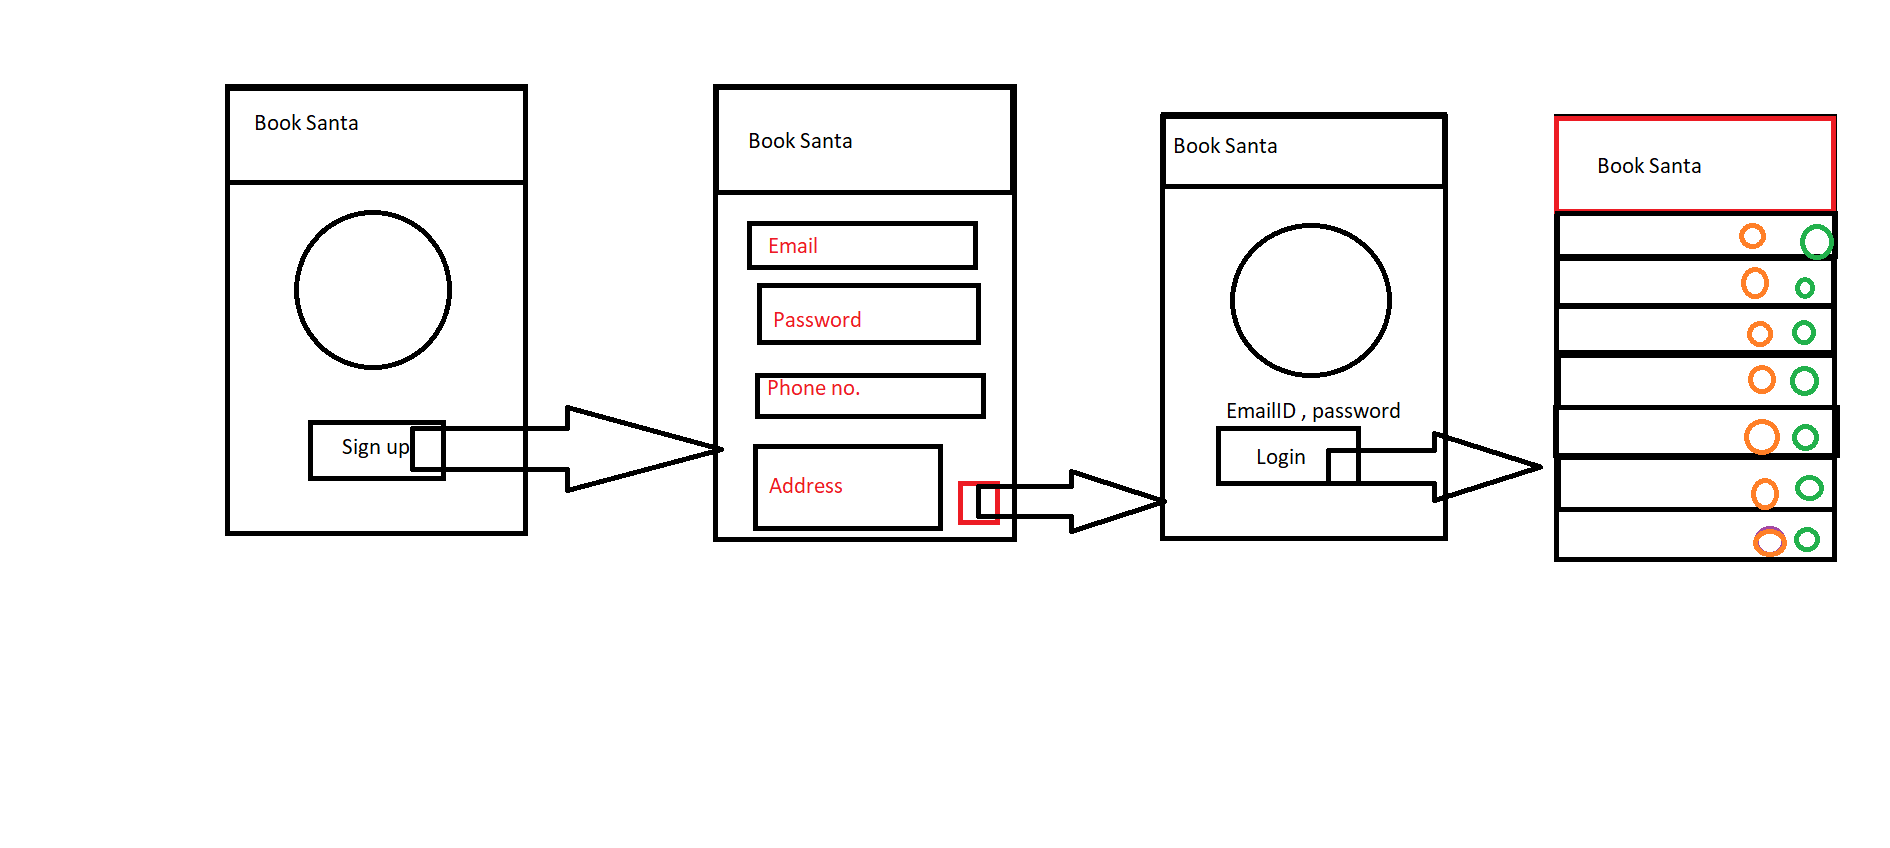 Book Santa
Sign up
Book Santa
Email
Password
Phone no.
Address
Book Santa
EmailID , password
Login
Book Santa